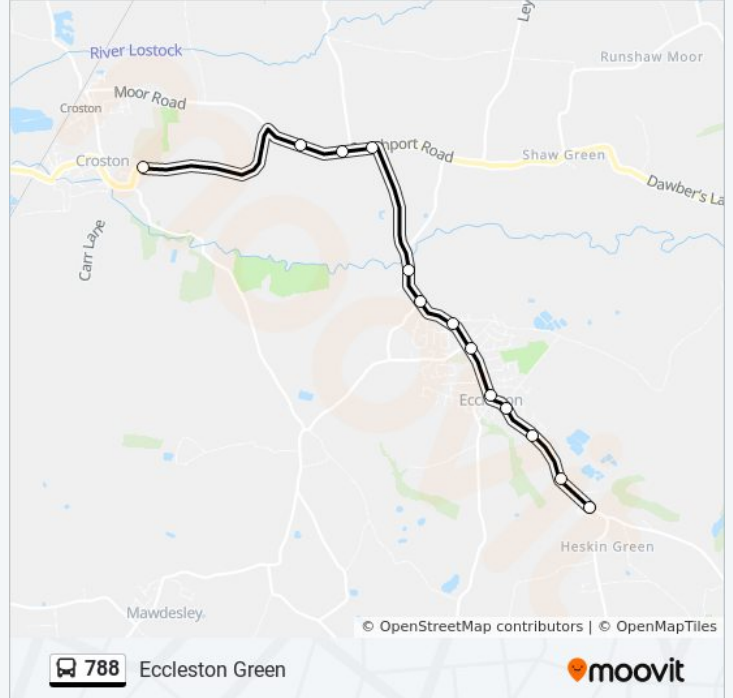 Ley
River Lostock
Runshaw Moor
Moor Road
Croston
hport Road
Shaw Green
Croston
Dawber's La
Carr Lane
Eccleston
Heskin Green
Mawdesley
© OpenStreetMap contributors | © OpenMapTiles
788 Eccleston Green
moovit